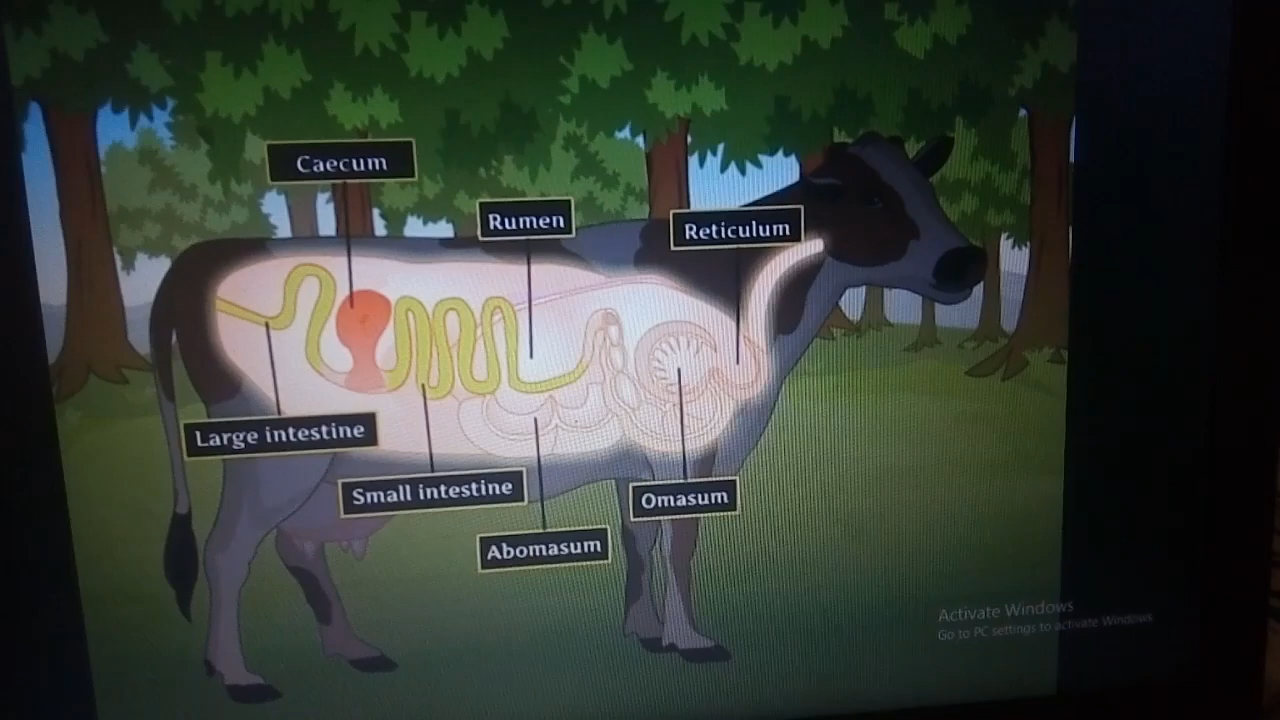 Caecum
Rumen
Reticulum
Large intestine
Small intestine
Omasum
Abomasum
Activate Windows
Go to PC settings to activate Windows.